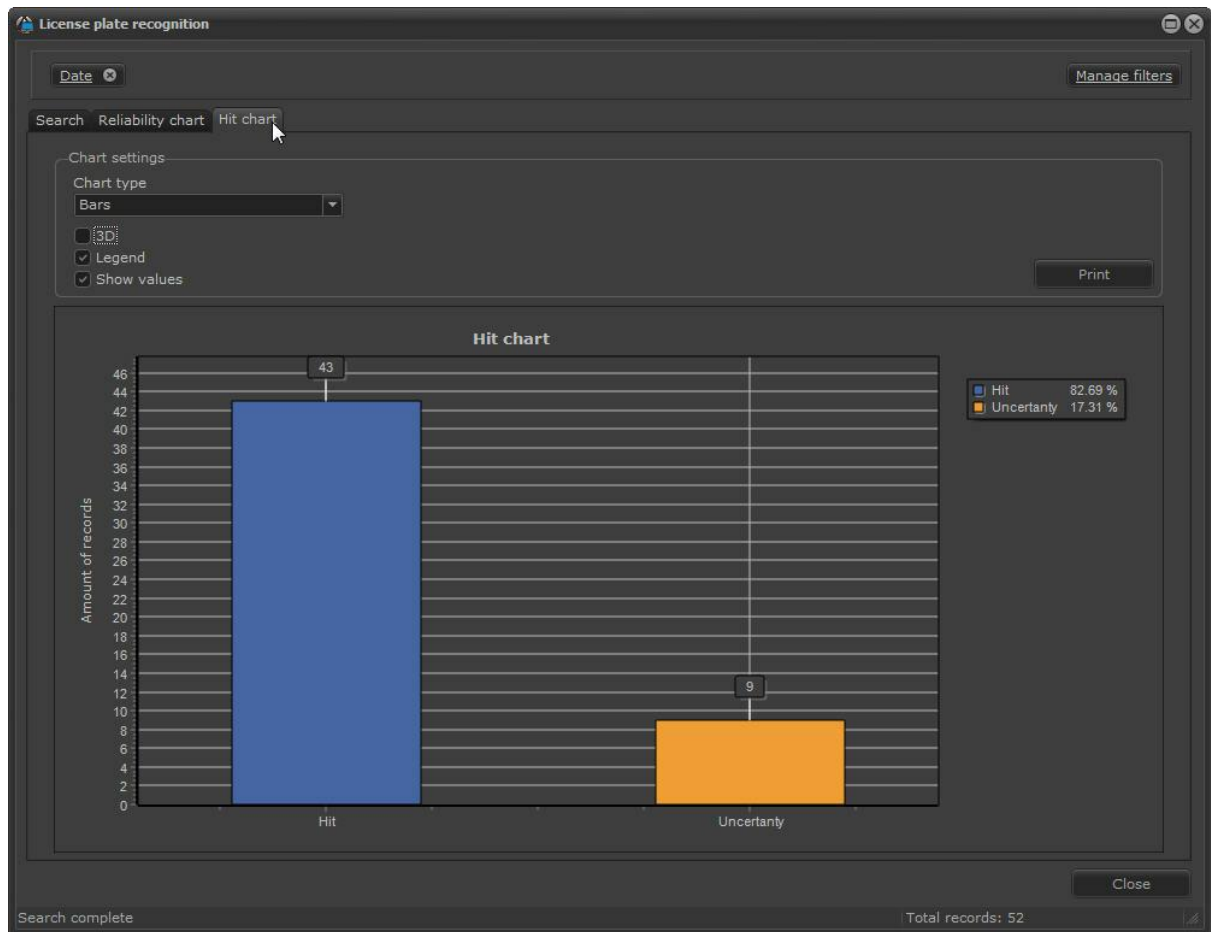 License plate recognition
Date
Manage filters
Search Reliability chart Hit chart
Chart settings
Chart type
Bars
3D
Legend
Show values
Print
Hit chart
43
46
44
42
40
38
36
34
32
30
28
26
24
22
20
18
16
14
12
10
8
6
4
2
0
Amount of records
9
Hit
Uncertanty
Hit 82.69 %
Uncertanty 17.31 %
Close
Search complete
Total records: 52